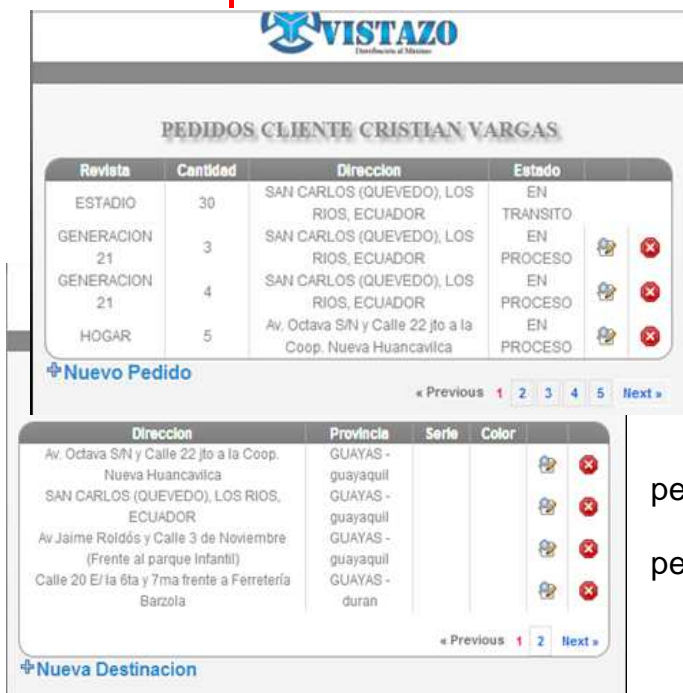 VISTAZO
Distribución al Máximo
PEDIDOS CLIENTE CRISTIAN VARGAS
Revista Cantidad Direccion Estado
ESTADIO 30 SAN CARLOS (QUEVEDO), LOS RIOS, ECUADOR EN TRANSITO
GENERACION 21 3 SAN CARLOS (QUEVEDO), LOS RIOS, ECUADOR EN PROCESO
GENERACION 21 4 SAN CARLOS (QUEVEDO), LOS RIOS, ECUADOR EN PROCESO
HOGAR 5 Av. Octava S/N y Calle 22 jto a la Coop. Nueva Huancavilca EN PROCESO
Nuevo Pedido
« Previous 1 2 3 4 5 Next »
Direccion Provincia Serie Color
Av. Octava S/N y Calle 22 jto a la Coop. Nueva Huancavilca GUAYAS - guayaquil
SAN CARLOS (QUEVEDO), LOS RIOS, ECUADOR GUAYAS - guayaquil
Av Jaime Roldós y Calle 3 de Noviembre (Frente al parque Infantil) GUAYAS - guayaquil
Calle 20 E/ la 6ta y 7ma frente a Ferretería Barzola GUAYAS - duran
« Previous 1 2 Next »
Nueva Destinacion
pe
pe